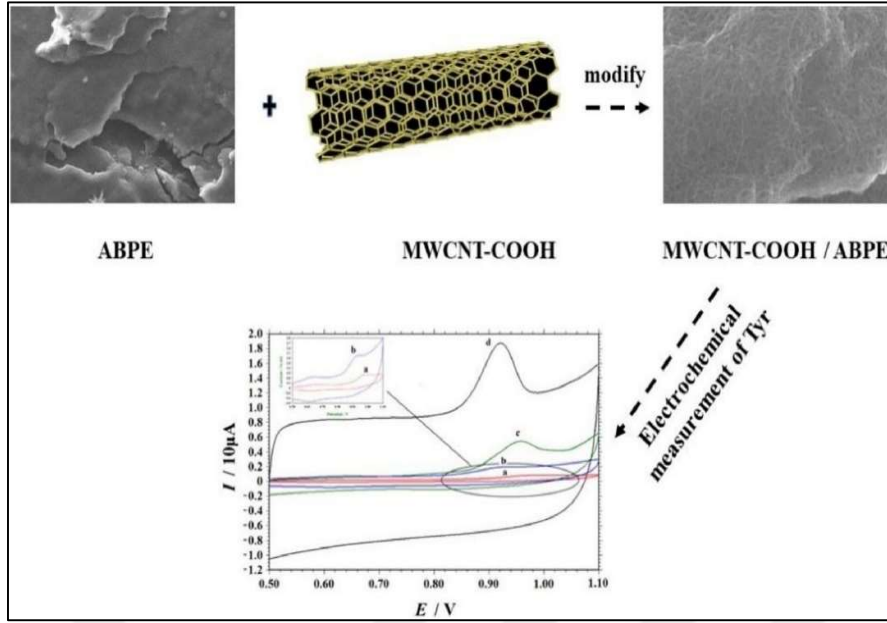 +
modify
ABPE
MWCNT-COOH
MWCNT-COOH / ABPE
Electrochemical
measurement of Tyr
2.0
1.8
1.6
1.4
1.2
1.0
0.8
0.6
0.4
0.2
0
-0.2
-0.4
-0.6
-0.8
-1.0
-1.2
I / 10μA
b
a
d
c
b
a
0.50
0.60
0.70
0.80
0.90
1.00
1.10
E / V